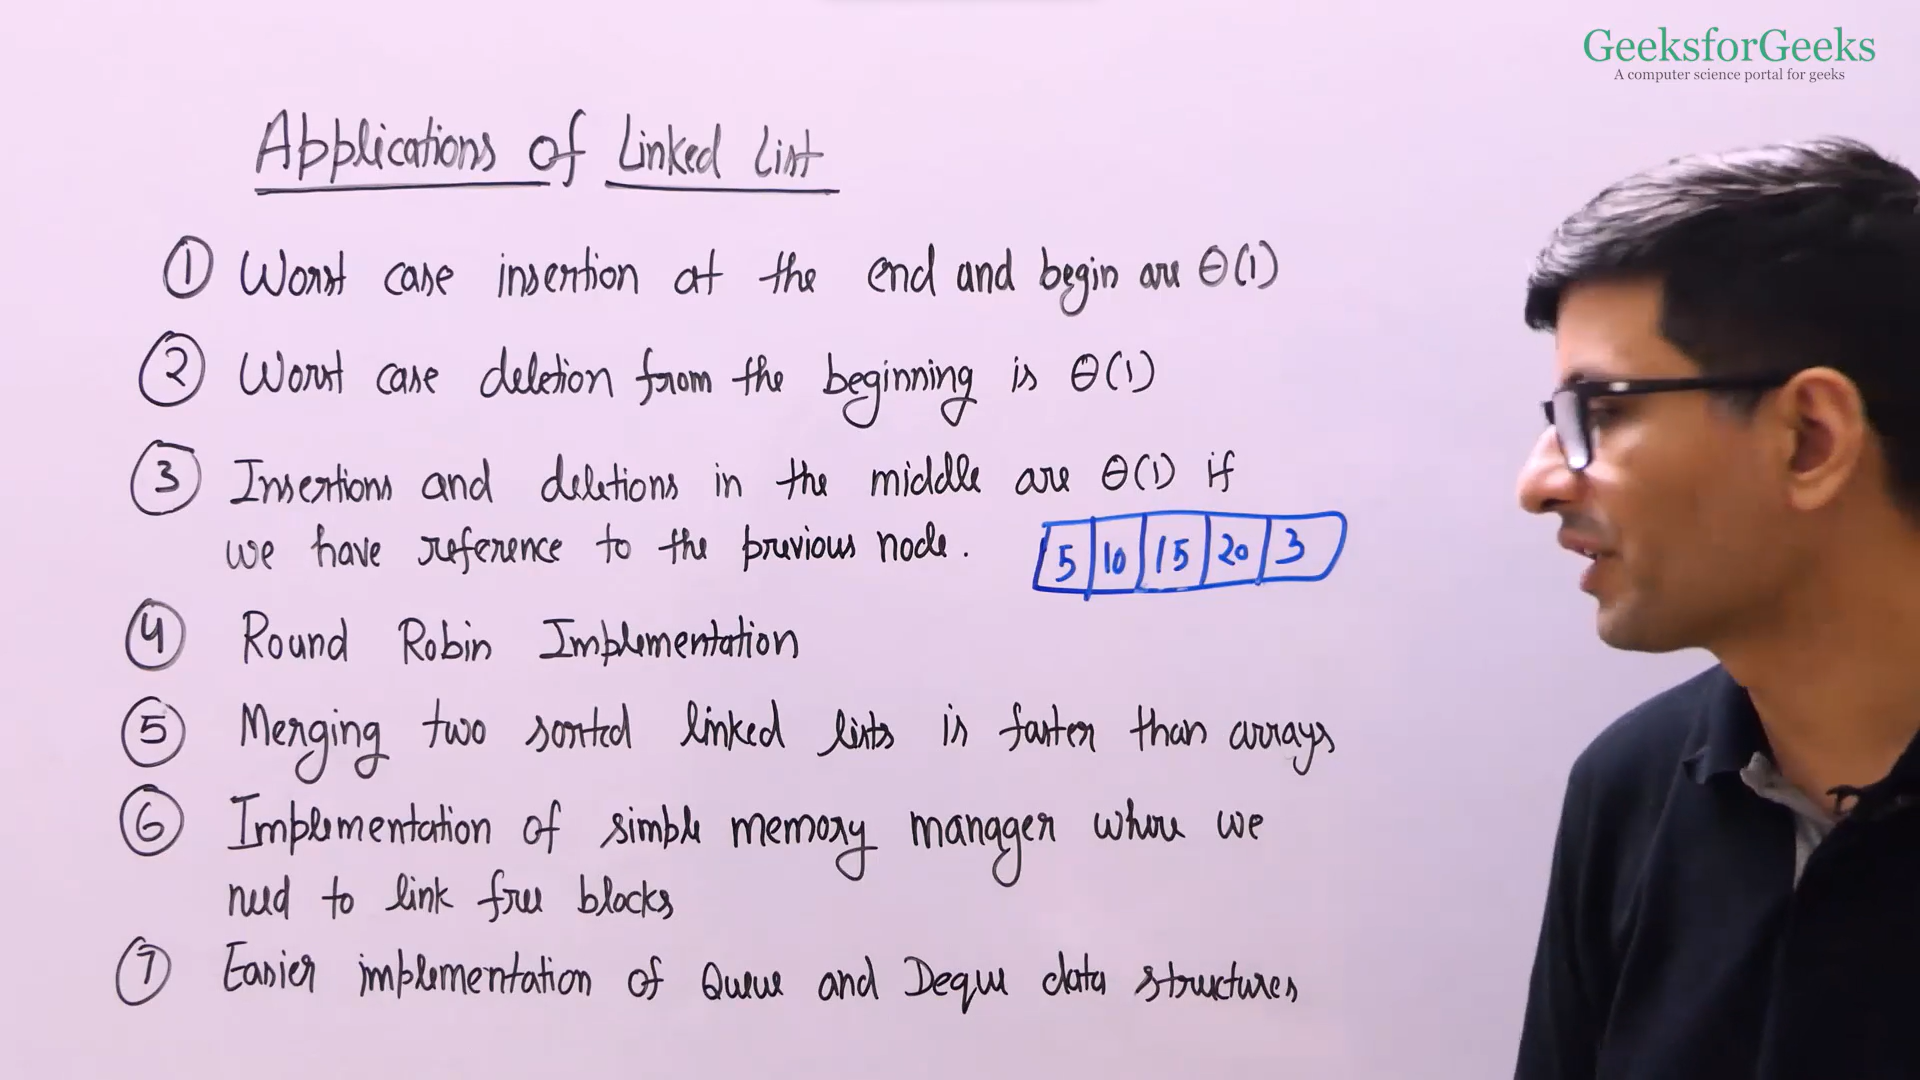 GeeksforGeeks
A computer science portal for geeks
Applications of Linked List
① Worst case insertion at the end and begin are θ(1)
② Worst case deletion from the beginning is θ(1)
③ Insertions and deletions in the middle are θ(1) if
we have reference to the previous node.
5 10 15 20 3
④ Round Robin Implementation
⑤ Merging two sorted linked lists is faster than arrays
⑥ Implementation of simple memory manager where we
need to link free blocks
⑦ Easier implementation of Queue and Deque data structures